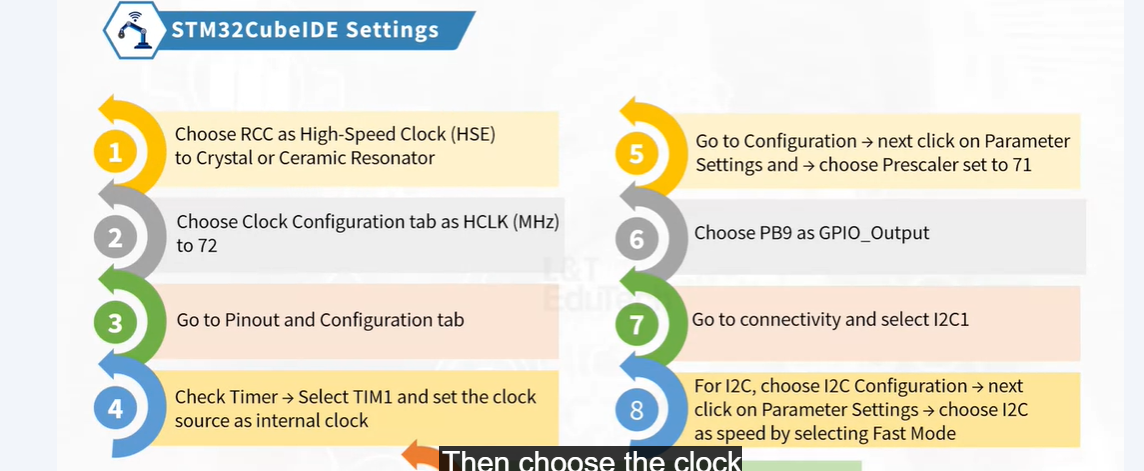 STM32CubeIDE Settings
1
Choose RCC as High-Speed Clock (HSE)
to Crystal or Ceramic Resonator
2
Choose Clock Configuration tab as HCLK (MHz)
to 72
3
Go to Pinout and Configuration tab
4
Check Timer → Select TIM1 and set the clock
source as internal clock
5
Go to Configuration → next click on Parameter
Settings and → choose Prescaler set to 71
6
Choose PB9 as GPIO_Output
7
Go to connectivity and select I2C1
8
For I2C, choose I2C Configuration → next
click on Parameter Settings → choose I2C
as speed by selecting Fast Mode
L&T
EduTech
Then choose the clock